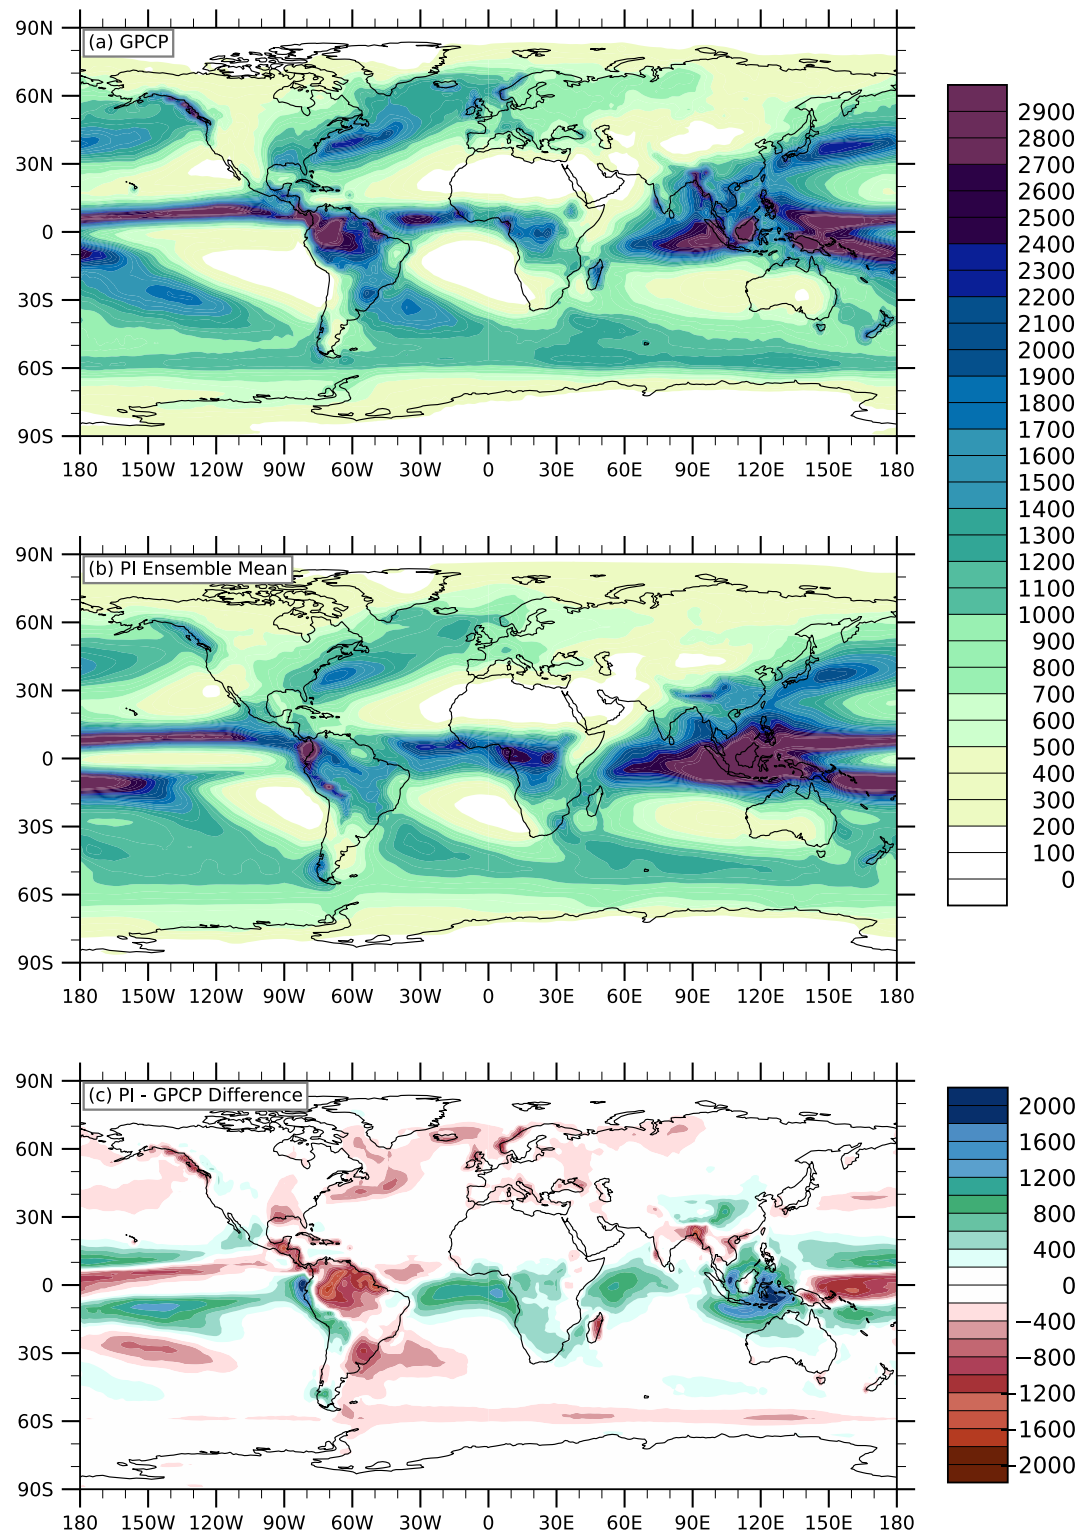 90N
(a) GPCP
60N
30N
0
30S
60S
90S
180 150W 120W 90W 60W 30W 0 30E 60E 90E 120E 150E 180
2900
2800
2700
2600
2500
2400
2300
2200
2100
2000
1900
1800
1700
1600
1500
1400
1300
1200
1100
1000
900
800
700
600
500
400
300
200
100
0
90N
(b) PI Ensemble Mean
60N
30N
0
30S
60S
90S
180 150W 120W 90W 60W 30W 0 30E 60E 90E 120E 150E 180
90N
(c) PI - GPCP Difference
60N
30N
0
30S
60S
90S
180 150W 120W 90W 60W 30W 0 30E 60E 90E 120E 150E 180
2000
1600
1200
800
400
0
−400
−800
−1200
−1600
−2000